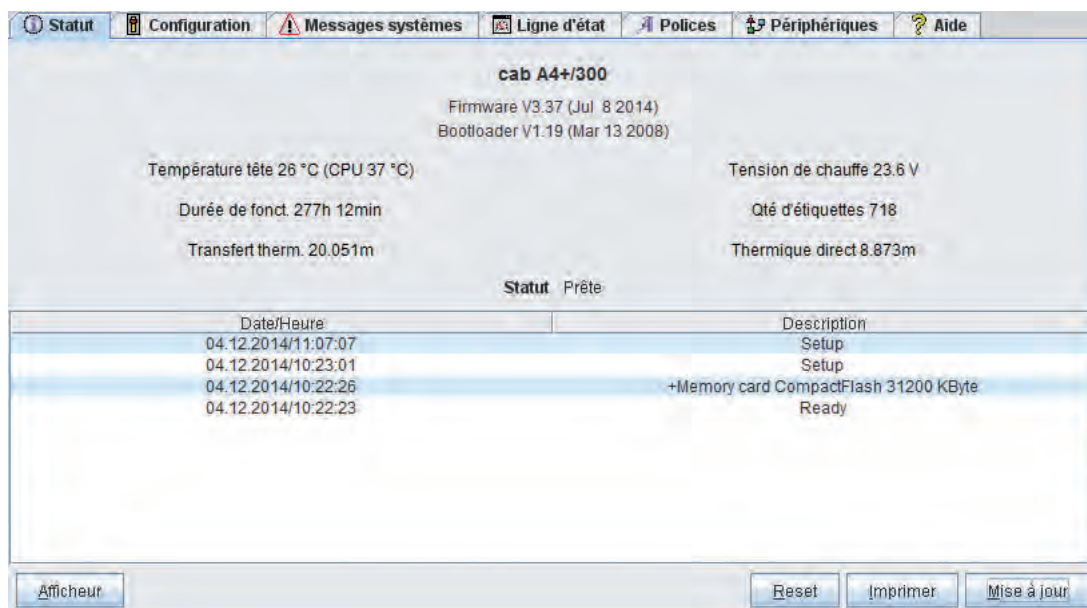 Statut Configuration Messages systèmes Ligne d'état Polices Périphériques Aide
cab A4+/300
Firmware V3.37 (Jul 8 2014)
Bootloader V1.19 (Mar 13 2008)
Température tête 26 °C (CPU 37 °C) Tension de chauffe 23.6 V
Durée de fonct. 277h 12min Qté d'étiquettes 718
Transfert therm. 20.051m Thermique direct 8.873m
Statut Prête
Date/Heure Description
04.12.2014/11:07:07 Setup
04.12.2014/10:23:01 Setup
04.12.2014/10:22:26 +Memory card CompactFlash 31200 KByte
04.12.2014/10:22:23 Ready
Afficheur Reset Imprimer Mise à jour